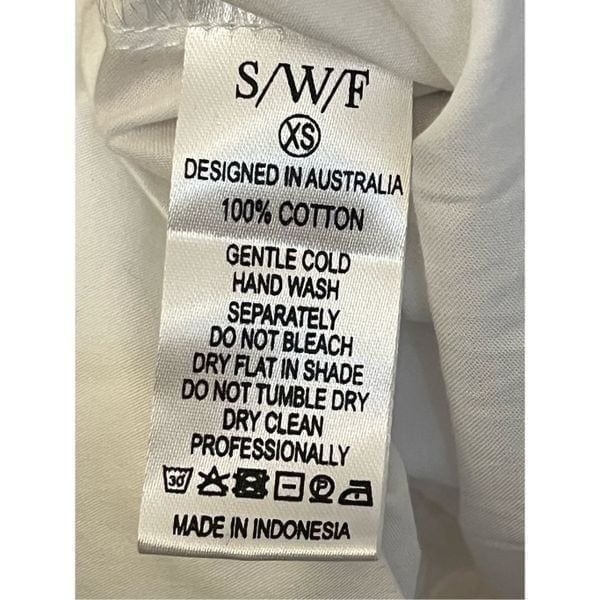 S/W/F
XS
DESIGNED IN AUSTRALIA
100% COTTON
GENTLE COLD
HAND WASH
SEPARATELY
DO NOT BLEACH
DRY FLAT IN SHADE
DO NOT TUMBLE DRY
DRY CLEAN
PROFESSIONALLY
30 P
MADE IN INDONESIA